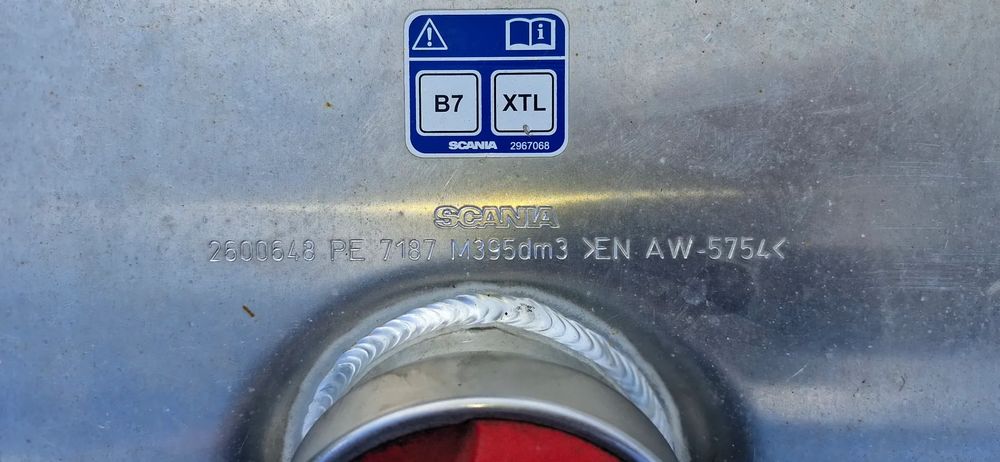 B7 XTL
SCANIA 2967068
SCANIA
2600648 PE 7187 M395dm3 >EN AW-5754<